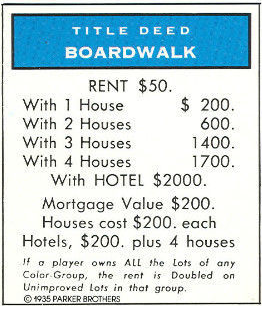 TITLE DEED
BOARDWALK
RENT $50.
With 1 House $ 200.
With 2 Houses 600.
With 3 Houses 1400.
With 4 Houses 1700.
With HOTEL $2000.
Mortgage Value $200.
Houses cost $200. each
Hotels, $200. plus 4 houses
If a player owns ALL the Lots of any
Color-Group, the rent is Doubled on
Unimproved Lots in that group.
©1935 PARKER BROTHERS